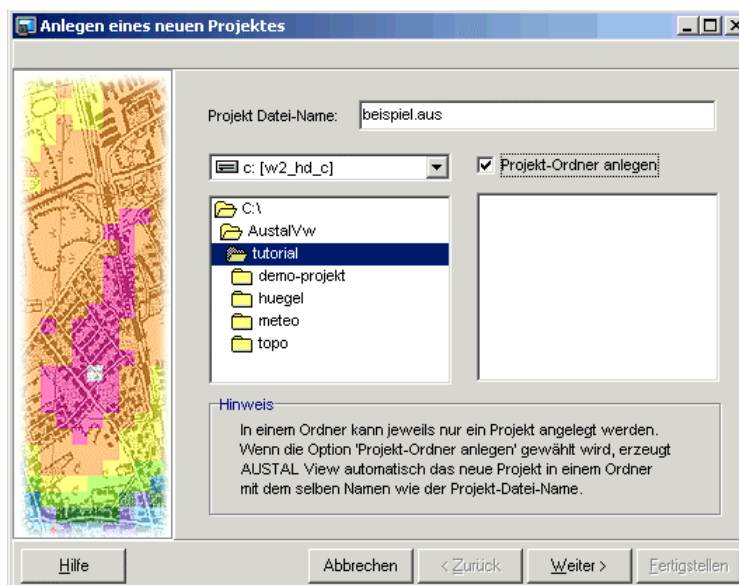 Anlegen eines neuen Projektes
Projekt Datei-Name:
beispiel.aus
c: [w2_hd_c]
Projekt-Ordner anlegen
C:\
AustalVw
tutorial
demo-projekt
huegel
meteo
topo
Hinweis
In einem Ordner kann jeweils nur ein Projekt angelegt werden.
Wenn die Option 'Projekt-Ordner anlegen' gewählt wird, erzeugt
AUSTAL View automatisch das neue Projekt in einem Ordner
mit dem selben Namen wie der Projekt-Datei-Name.
Hilfe
Abbrechen
< Zurück
Weiter >
Fertigstellen